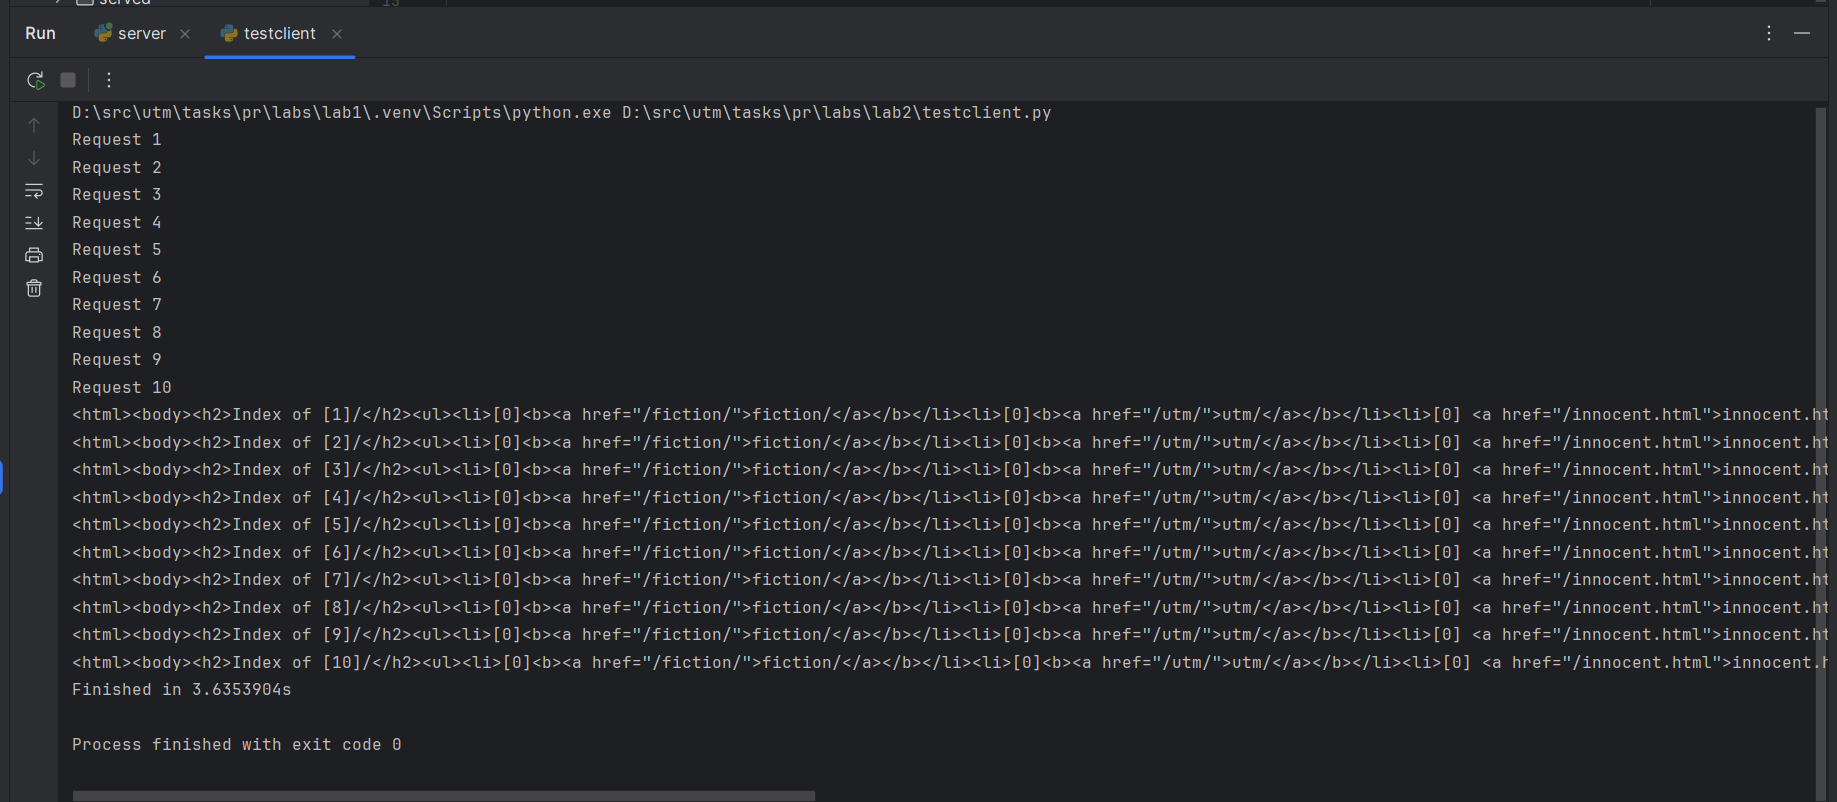 served
13
Run server testclient
D:\src\utm\tasks\pr\labs\lab1\.venv\Scripts\python.exe D:\src\utm\tasks\pr\labs\lab2\testclient.py
Request 1
Request 2
Request 3
Request 4
Request 5
Request 6
Request 7
Request 8
Request 9
Request 10
<html><body><h2>Index of [1]/</h2><ul><li>[0]<b><a href="/fiction/">fiction/</a></b></li><li>[0]<b><a href="/utm/">utm/</a></b></li><li>[0] <a href="/innocent.html">innocent.ht
<html><body><h2>Index of [2]/</h2><ul><li>[0]<b><a href="/fiction/">fiction/</a></b></li><li>[0]<b><a href="/utm/">utm/</a></b></li><li>[0] <a href="/innocent.html">innocent.ht
<html><body><h2>Index of [3]/</h2><ul><li>[0]<b><a href="/fiction/">fiction/</a></b></li><li>[0]<b><a href="/utm/">utm/</a></b></li><li>[0] <a href="/innocent.html">innocent.ht
<html><body><h2>Index of [4]/</h2><ul><li>[0]<b><a href="/fiction/">fiction/</a></b></li><li>[0]<b><a href="/utm/">utm/</a></b></li><li>[0] <a href="/innocent.html">innocent.ht
<html><body><h2>Index of [5]/</h2><ul><li>[0]<b><a href="/fiction/">fiction/</a></b></li><li>[0]<b><a href="/utm/">utm/</a></b></li><li>[0] <a href="/innocent.html">innocent.ht
<html><body><h2>Index of [6]/</h2><ul><li>[0]<b><a href="/fiction/">fiction/</a></b></li><li>[0]<b><a href="/utm/">utm/</a></b></li><li>[0] <a href="/innocent.html">innocent.ht
<html><body><h2>Index of [7]/</h2><ul><li>[0]<b><a href="/fiction/">fiction/</a></b></li><li>[0]<b><a href="/utm/">utm/</a></b></li><li>[0] <a href="/innocent.html">innocent.ht
<html><body><h2>Index of [8]/</h2><ul><li>[0]<b><a href="/fiction/">fiction/</a></b></li><li>[0]<b><a href="/utm/">utm/</a></b></li><li>[0] <a href="/innocent.html">innocent.ht
<html><body><h2>Index of [9]/</h2><ul><li>[0]<b><a href="/fiction/">fiction/</a></b></li><li>[0]<b><a href="/utm/">utm/</a></b></li><li>[0] <a href="/innocent.html">innocent.ht
<html><body><h2>Index of [10]/</h2><ul><li>[0]<b><a href="/fiction/">fiction/</a></b></li><li>[0]<b><a href="/utm/">utm/</a></b></li><li>[0] <a href="/innocent.html">innocent.h
Finished in 3.6353904s
Process finished with exit code 0